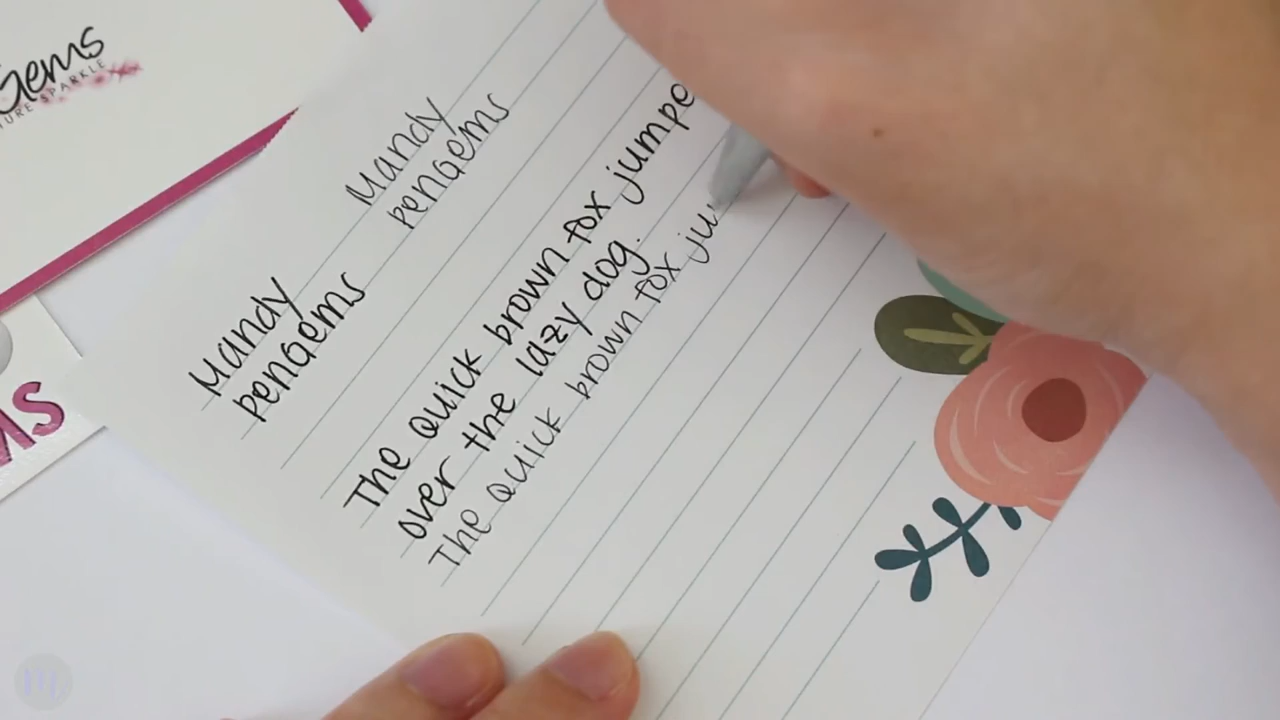 Gems
TURE SPARKLE
Mandy
pengems
Mandy
pengems
The quick brown fox jumpe
over the lazy dog.
The quick brown fox ju
MS